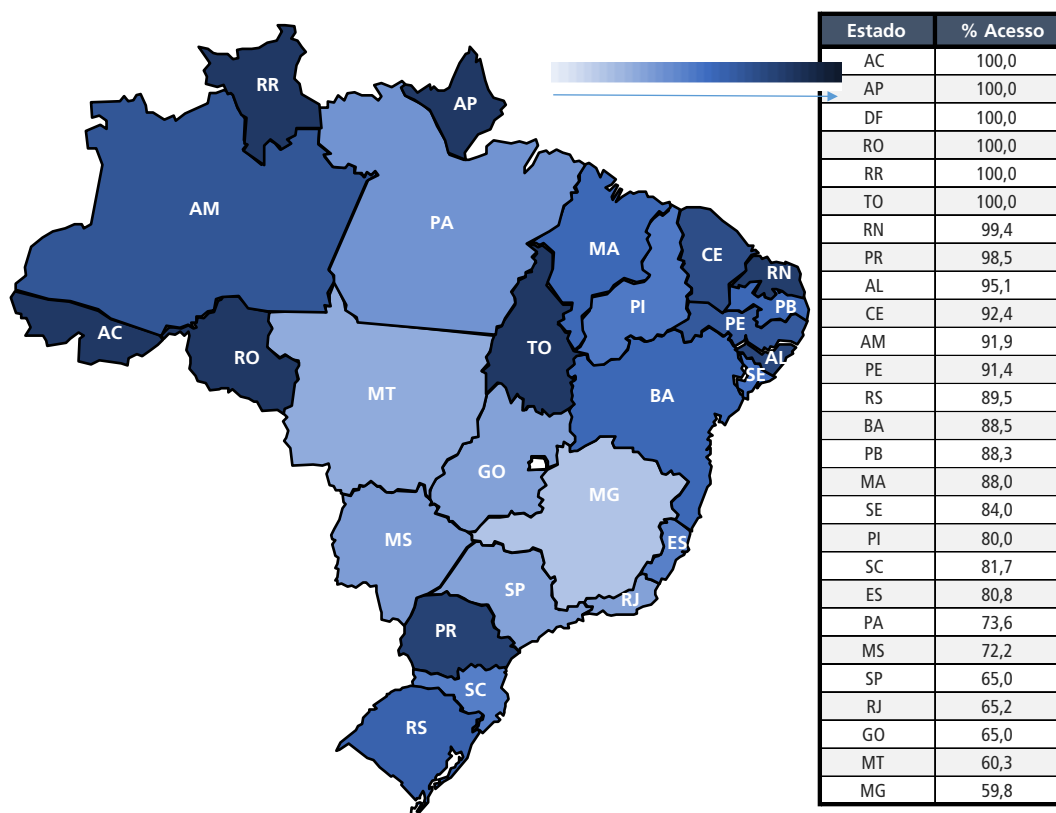 RR
AP
AM
PA
MA
CE
RN
PI
PB
PE
AC
RO
TO
AL
SE
MT
BA
GO
MG
MS
ES
SP
RJ
PR
SC
RS
Estado % Acesso
AC 100,0
AP 100,0
DF 100,0
RO 100,0
RR 100,0
TO 100,0
RN 99,4
PR 98,5
AL 95,1
CE 92,4
AM 91,9
PE 91,4
RS 89,5
BA 88,5
PB 88,3
MA 88,0
SE 84,0
PI 80,0
SC 81,7
ES 80,8
PA 73,6
MS 72,2
SP 65,0
RJ 65,2
GO 65,0
MT 60,3
MG 59,8